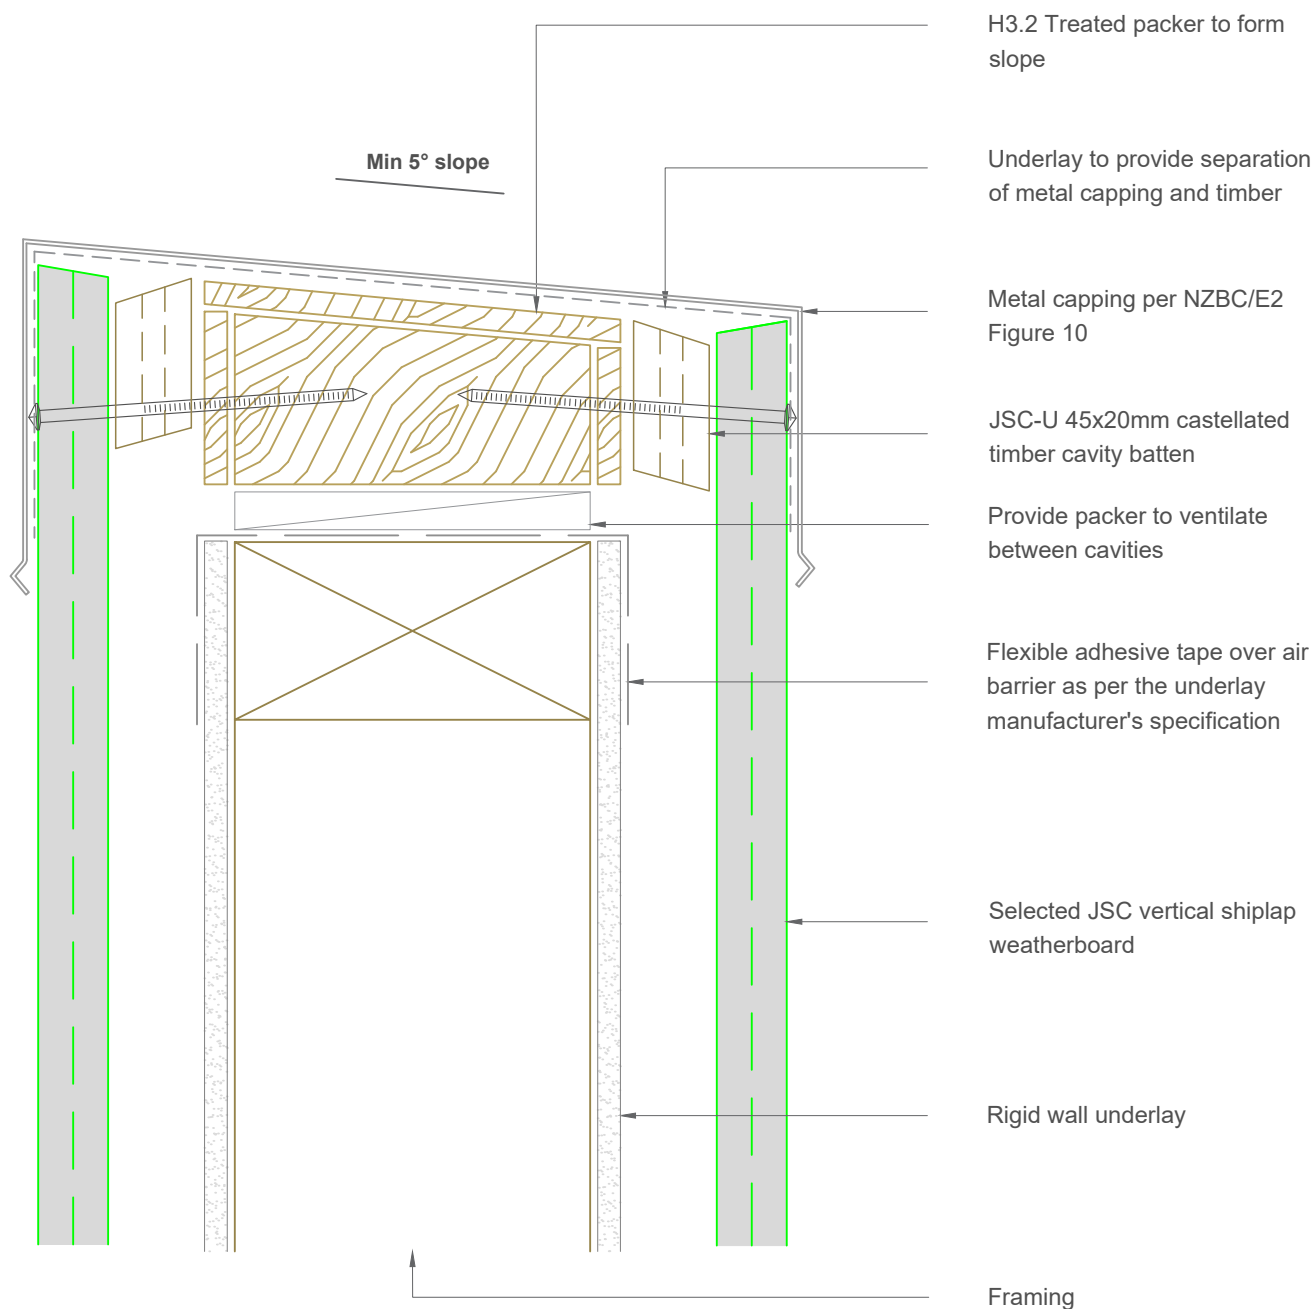 H3.2 Treated packer to form
slope
Min 5° slope
Underlay to provide separation
of metal capping and timber
Metal capping per NZBC/E2
Figure 10
JSC-U 45x20mm castellated
timber cavity batten
Provide packer to ventilate
between cavities
Flexible adhesive tape over air
barrier as per the underlay
manufacturer's specification
Selected JSC vertical shiplap
weatherboard
Rigid wall underlay
Framing